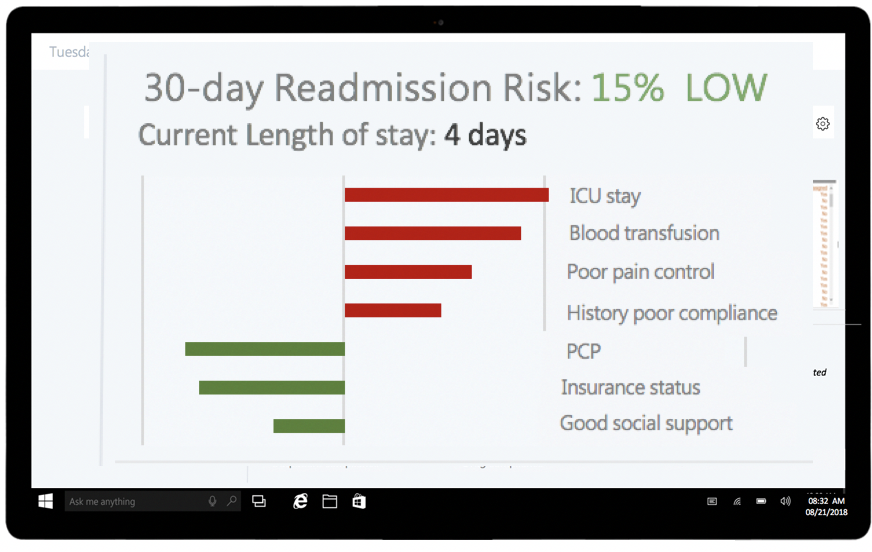 30-day Readmission Risk: 15% LOW
Current Length of stay: 4 days
ICU stay
Blood transfusion
Poor pain control
History poor compliance
PCP
ted
Insurance status
Good social support
Ask me anything
08:32 AM
08/21/2018